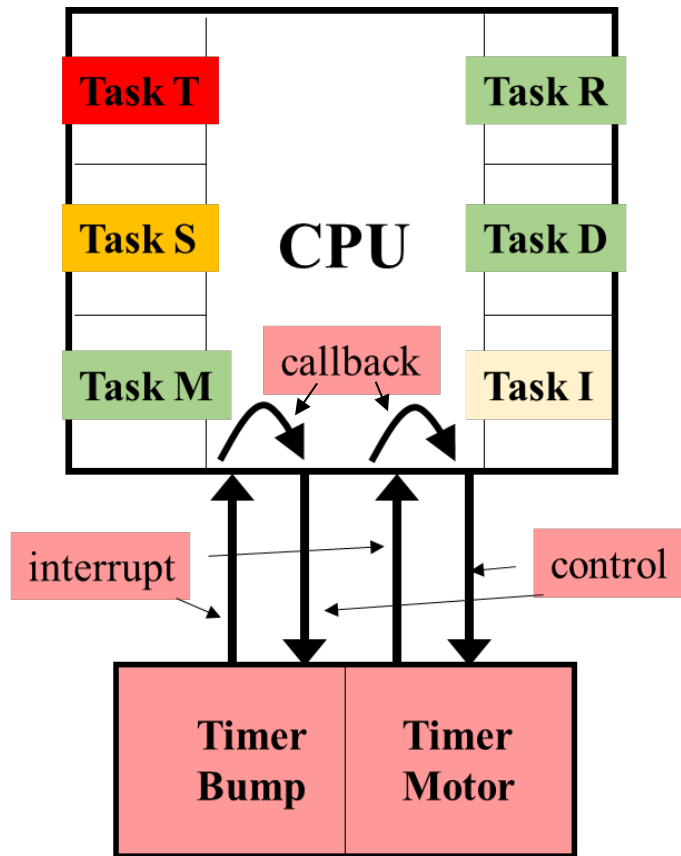 Task T
Task R
Task S
CPU
Task D
callback
Task M
Task I
interrupt
control
Timer
Bump
Timer
Motor